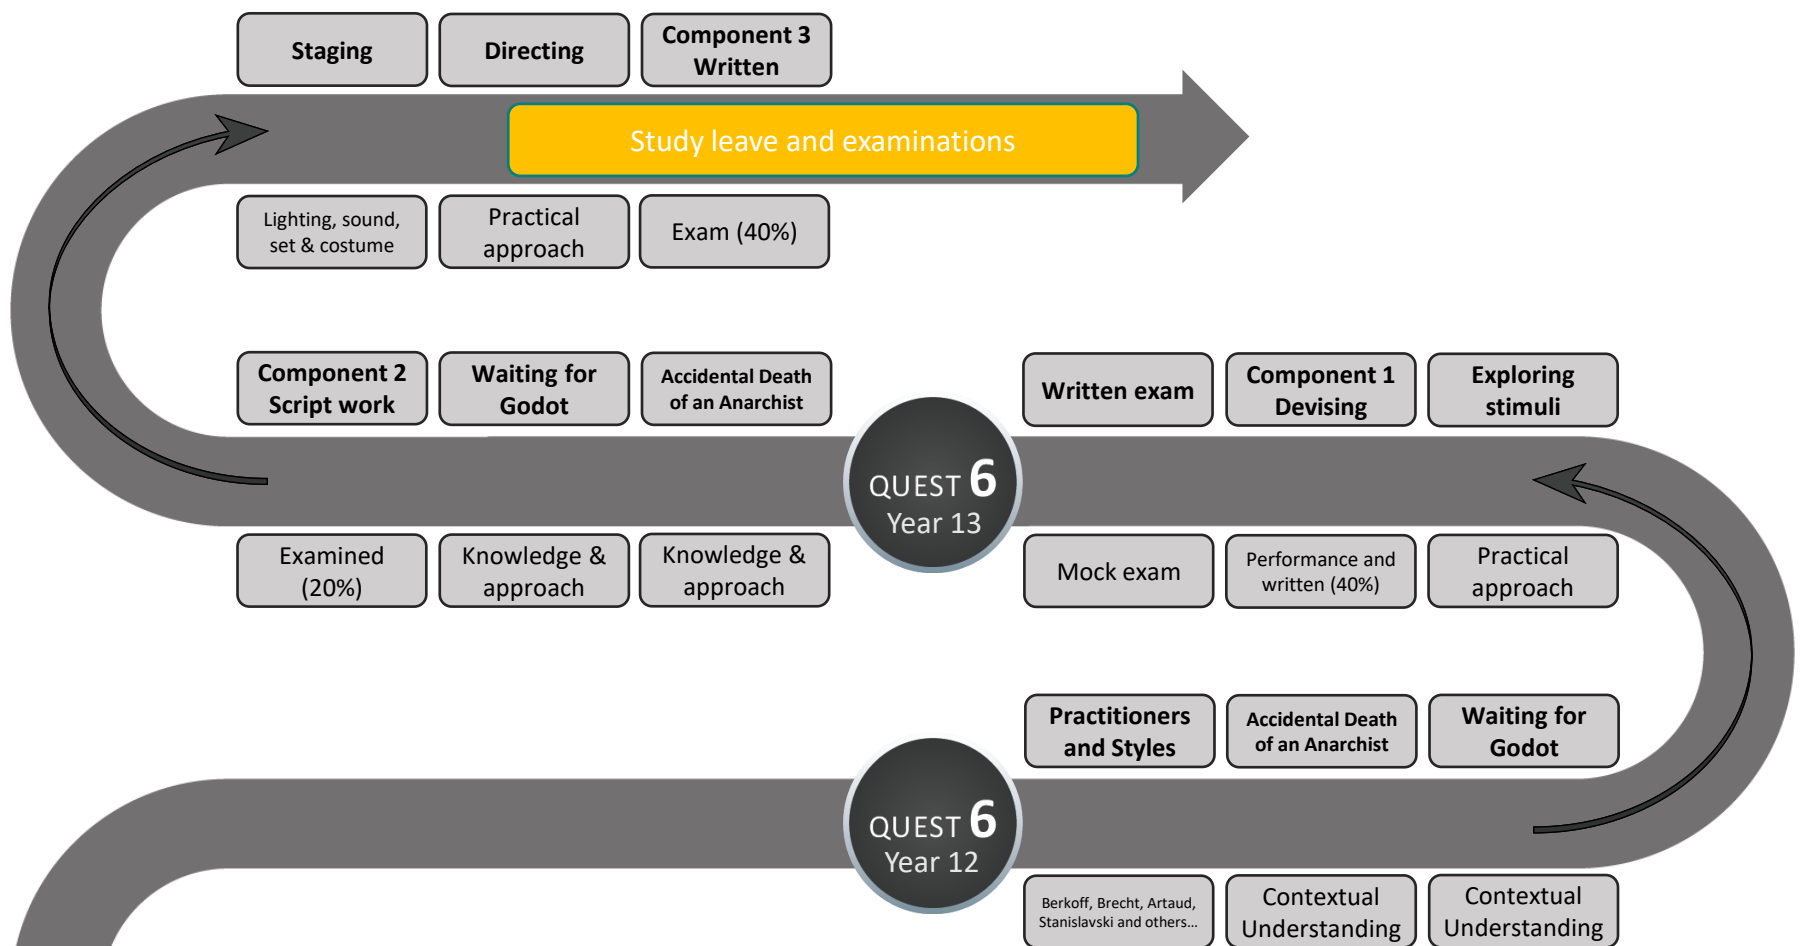 Staging
Directing
Component 3
Written
Study leave and examinations
Lighting, sound,
set & costume
Practical
approach
Exam (40%)
Component 2
Script work
Waiting for
Godot
Accidental Death
of an Anarchist
Written exam
Component 1
Devising
Exploring
stimuli
QUEST 6
Year 13
Examined
(20%)
Knowledge &
approach
Knowledge &
approach
Mock exam
Performance and
written (40%)
Practical
approach
Practitioners
and Styles
Accidental Death
of an Anarchist
Waiting for
Godot
QUEST 6
Year 12
Berkoff, Brecht, Artaud,
Stanislavski and others…
Contextual
Understanding
Contextual
Understanding